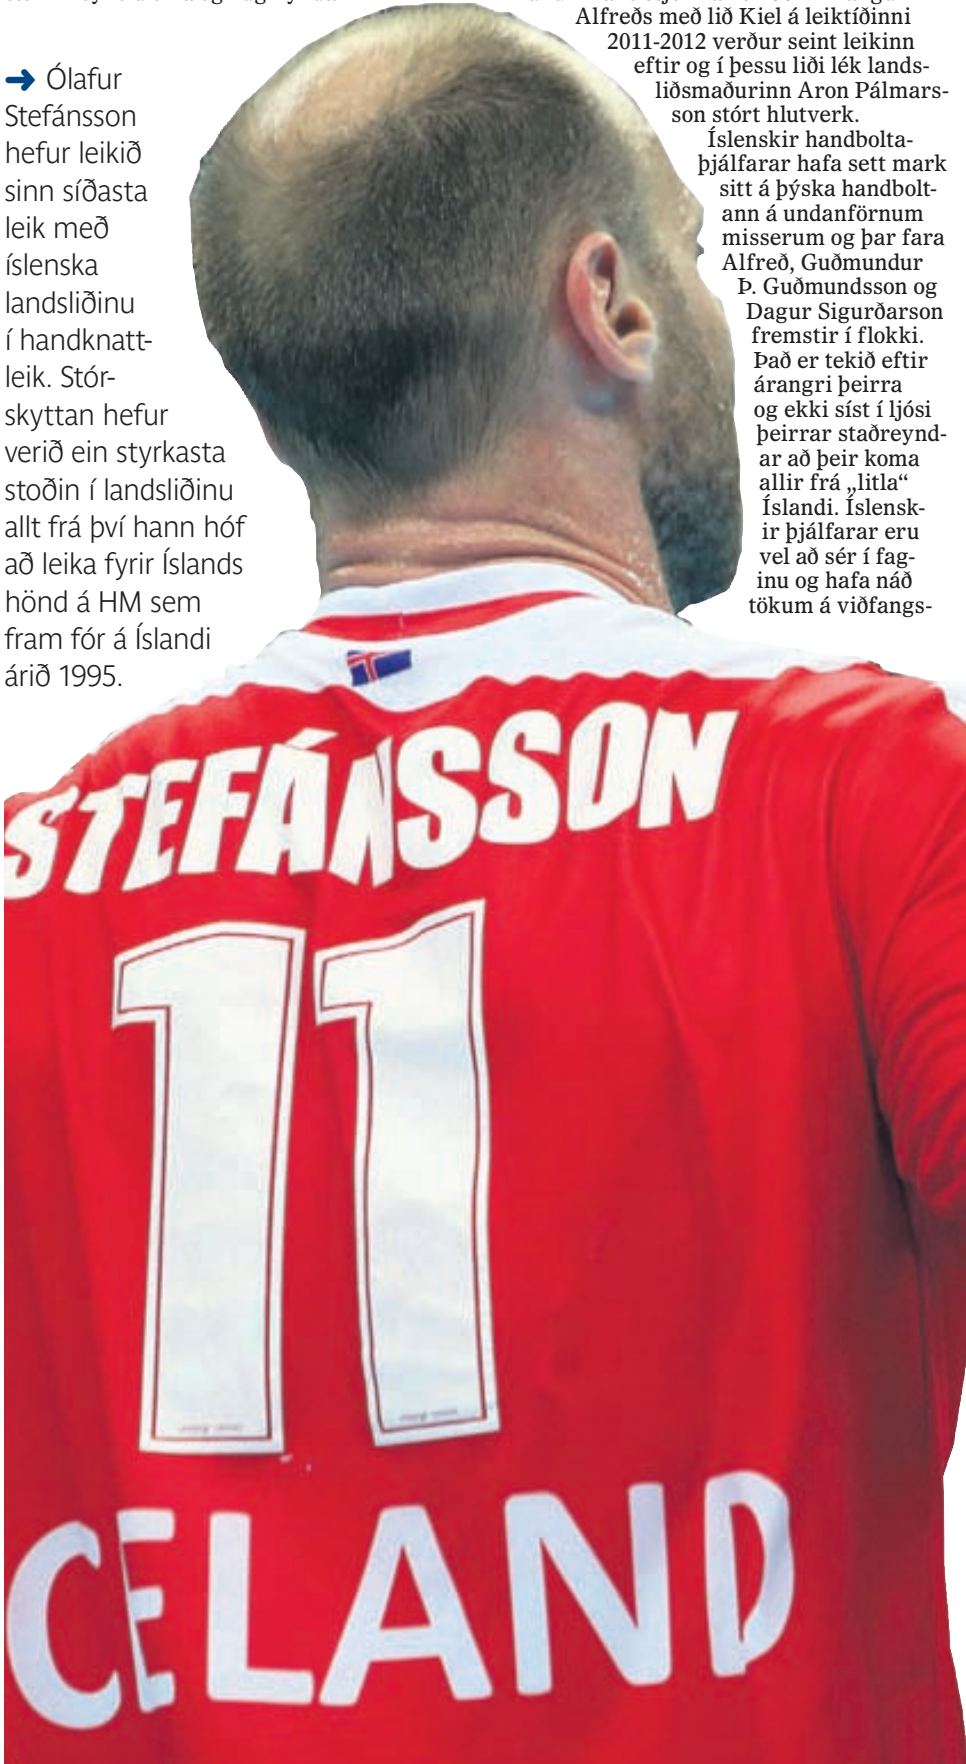 ➜ Ólafur
Stefánsson
hefur leikið
sinn síðasta
leik með
íslenska
landsliðinu
í handknatt-
leik. Stór-
skyttan hefur
verið ein styrkasta
stoðin í landsliðinu
allt frá því hann hóf
að leika fyrir Íslands
hönd á HM sem
fram fór á Íslandi
árið 1995.
Alfreðs með lið Kiel á leiktíðinni
2011-2012 verður seint leikinn
eftir og í þessu liði lék lands-
liðsmaðurinn Aron Pálmars-
son stórt hlutverk.
Íslenskir handbolta-
þjálfarar hafa sett mark
sitt á þýska handbolt-
ann á undanförnum
misserum og þar fara
Alfreð, Guðmundur
Þ. Guðmundsson og
Dagur Sigurðarson
fremstir í flokki.
Það er tekið eftir
árangri þeirra
og ekki síst í ljósi
þeirrar staðreynd-
ar að þeir koma
allir frá „litla“
Íslandi. Íslensk-
ir þjálfarar eru
vel að sér í fag-
inu og hafa náð
tökum á viðfangs-
STEFÁNSSON
11
CELAND